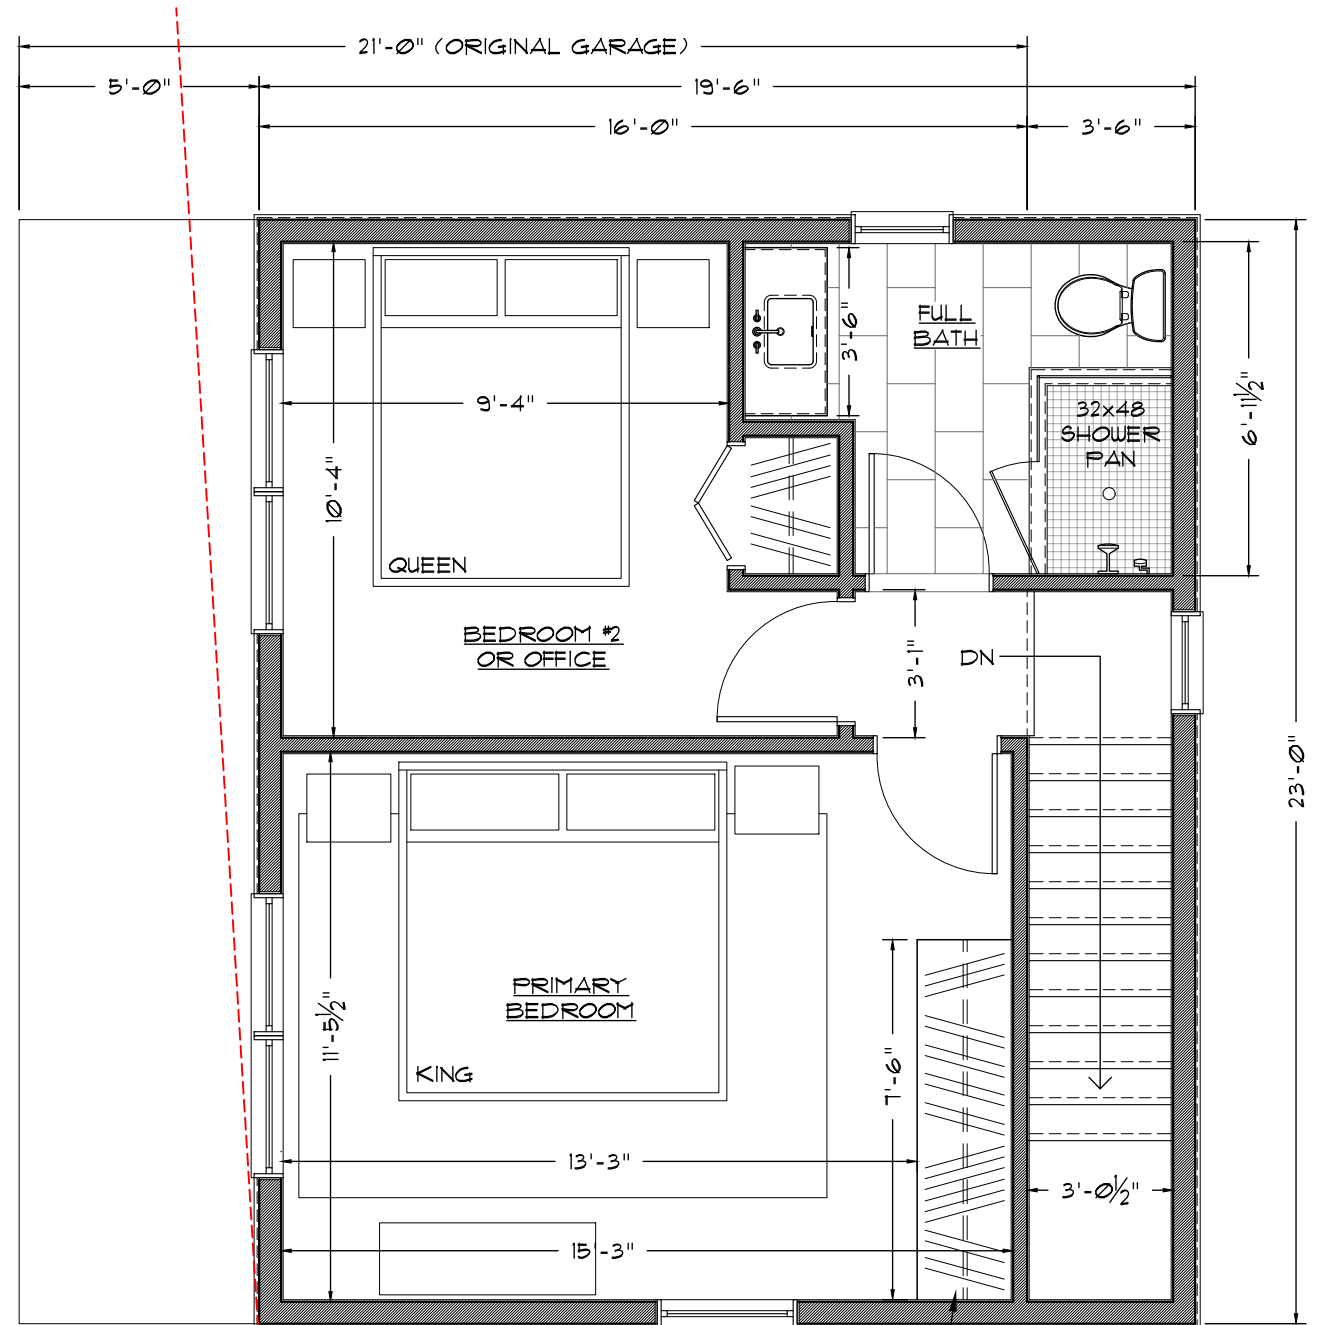 21'-0" (ORIGINAL GARAGE)
5'-0"
19'-6"
16'-0"
3'-6"
FULL
BATH
3'-6"
32x48
SHOWER
PAN
6'-11½"
9'-4"
10'-4"
QUEEN
BEDROOM #2
OR OFFICE
3'-1"
DN
23'-0"
PRIMARY
BEDROOM
KING
11'-5½"
7'-6"
13'-3"
3'-0½"
15'-3"